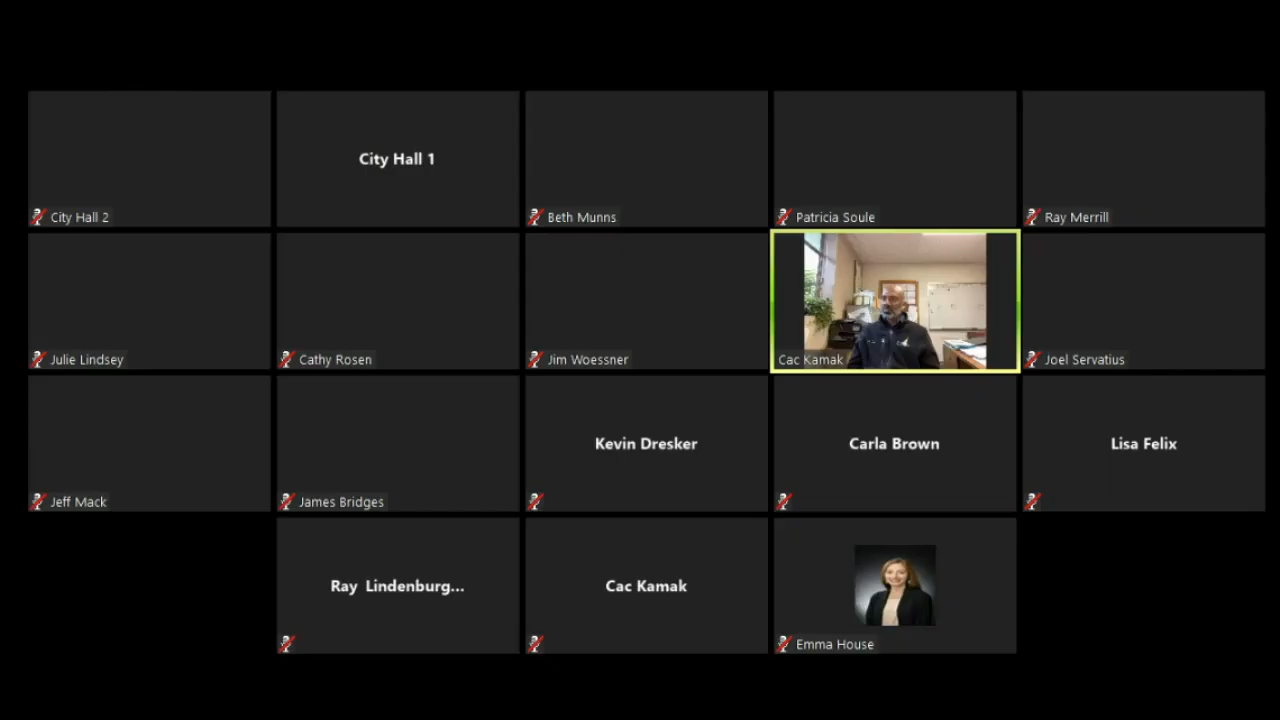 City Hall 2
City Hall 1
Beth Munns
Patricia Soule
Ray Merrill
Julie Lindsey
Cathy Rosen
Jim Woessner
Cac Kamak
Joel Servatius
Jeff Mack
James Bridges
Kevin Dresker
Carla Brown
Lisa Felix
Ray Lindenburg...
Cac Kamak
Emma House